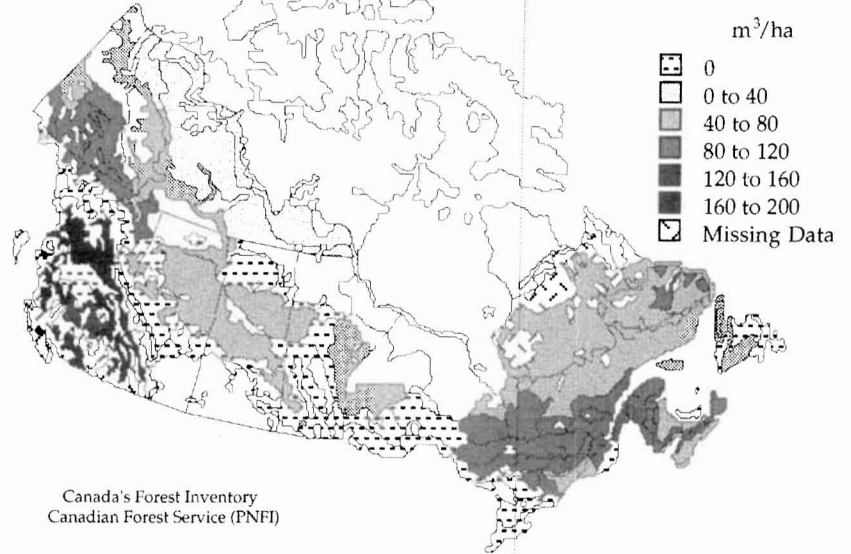 m³/ha
0
0 to 40
40 to 80
80 to 120
120 to 160
160 to 200
Missing Data
Canada's Forest Inventory
Canadian Forest Service (PNFI)